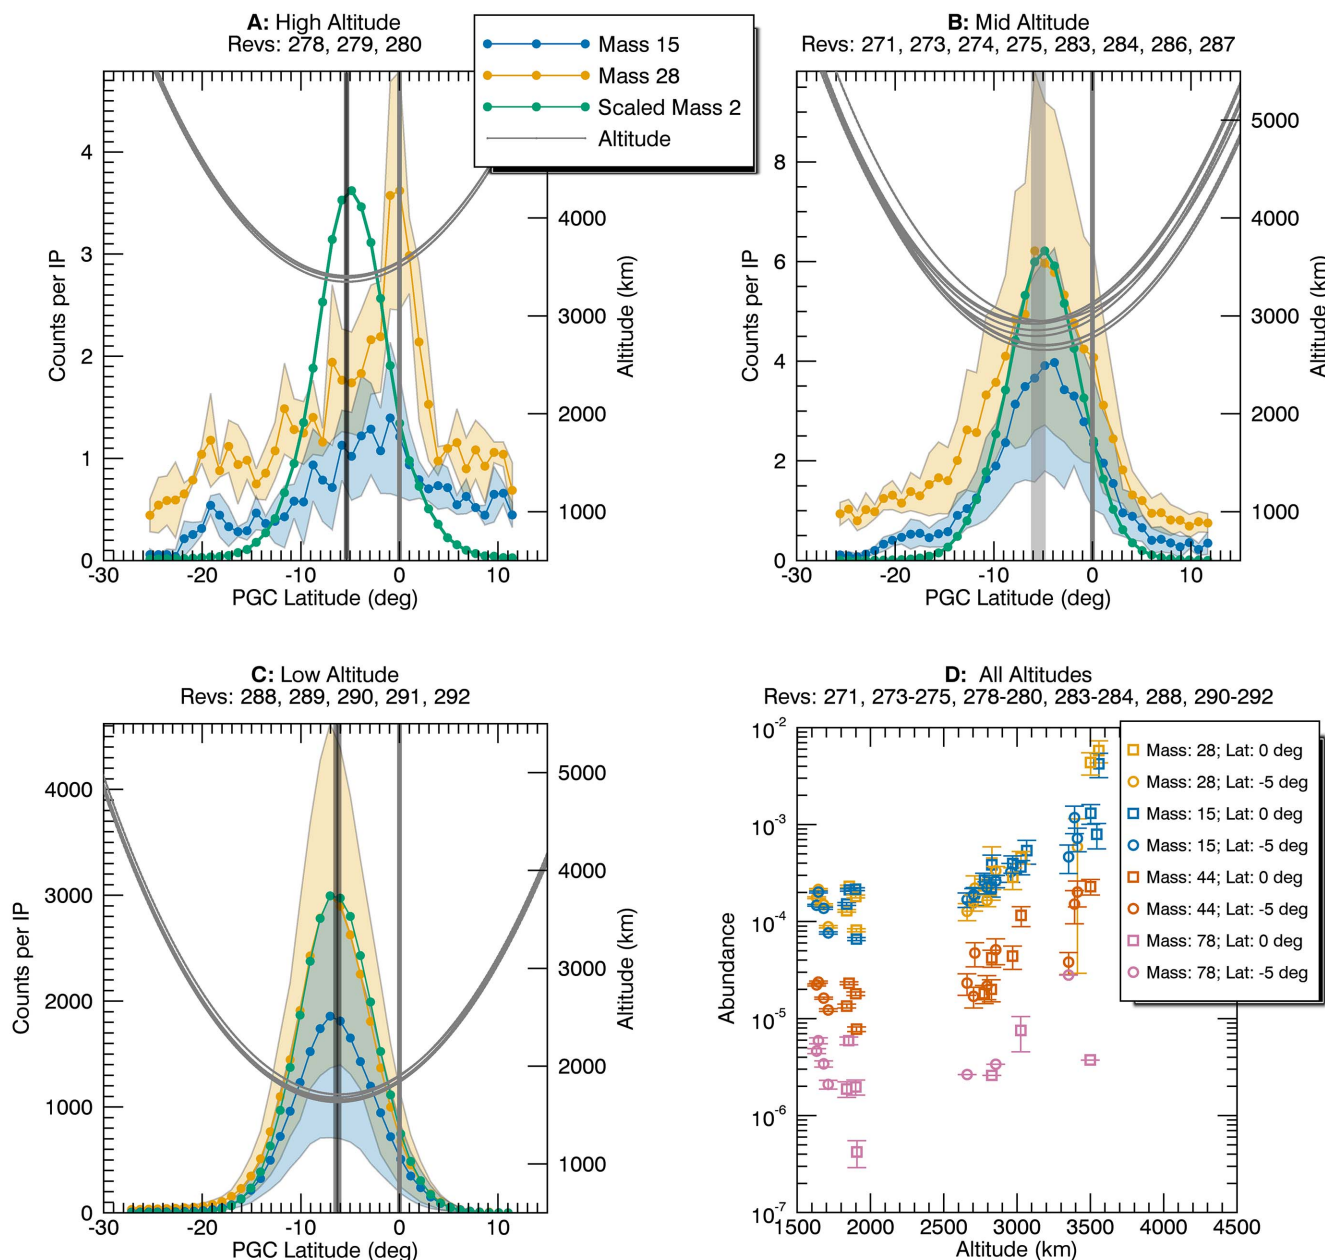 A: High Altitude
Revs: 278, 279, 280
Mass 15
Mass 28
Scaled Mass 2
Altitude
4
3
2
1
0
Counts per IP
4000
3000
2000
1000
Altitude (km)
-30 -20 -10 0 10
PGC Latitude (deg)
B: Mid Altitude
Revs: 271, 273, 274, 275, 283, 284, 286, 287
8
6
4
2
0
Counts per IP
5000
4000
3000
2000
1000
Altitude (km)
-30 -20 -10 0 10
PGC Latitude (deg)
C: Low Altitude
Revs: 288, 289, 290, 291, 292
4000
3000
2000
1000
0
Counts per IP
5000
4000
3000
2000
1000
Altitude (km)
-30 -20 -10 0 10
PGC Latitude (deg)
D: All Altitudes
Revs: 271, 273-275, 278-280, 283-284, 288, 290-292
10-2
10-3
10-4
10-5
10-6
10-7
Abundance
Mass: 28; Lat: 0 deg
Mass: 28; Lat: -5 deg
Mass: 15; Lat: 0 deg
Mass: 15; Lat: -5 deg
Mass: 44; Lat: 0 deg
Mass: 44; Lat: -5 deg
Mass: 78; Lat: 0 deg
Mass: 78; Lat: -5 deg
1500 2000 2500 3000 3500 4000 4500
Altitude (km)